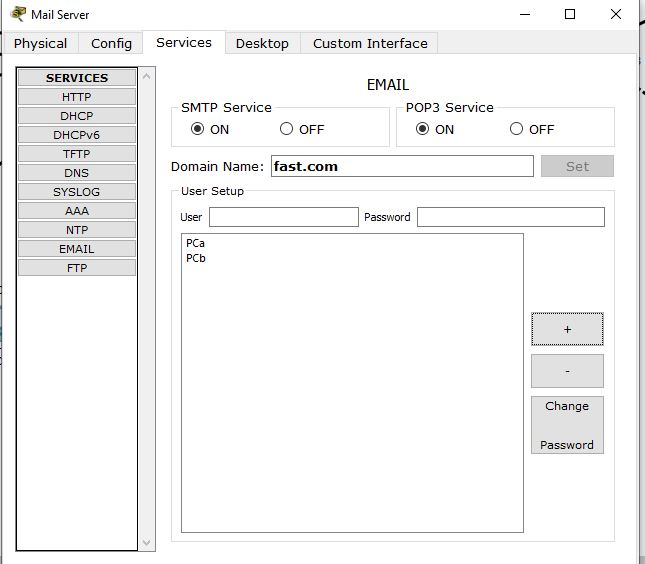 Mail Server
Physical Config Services Desktop Custom Interface
SERVICES
HTTP
DHCP
DHCPv6
TFTP
DNS
SYSLOG
AAA
NTP
EMAIL
FTP
EMAIL
SMTP Service
ON OFF
POP3 Service
ON OFF
Domain Name: fast.com Set
User Setup
User Password
PCa
PCb
+
-
Change
Password